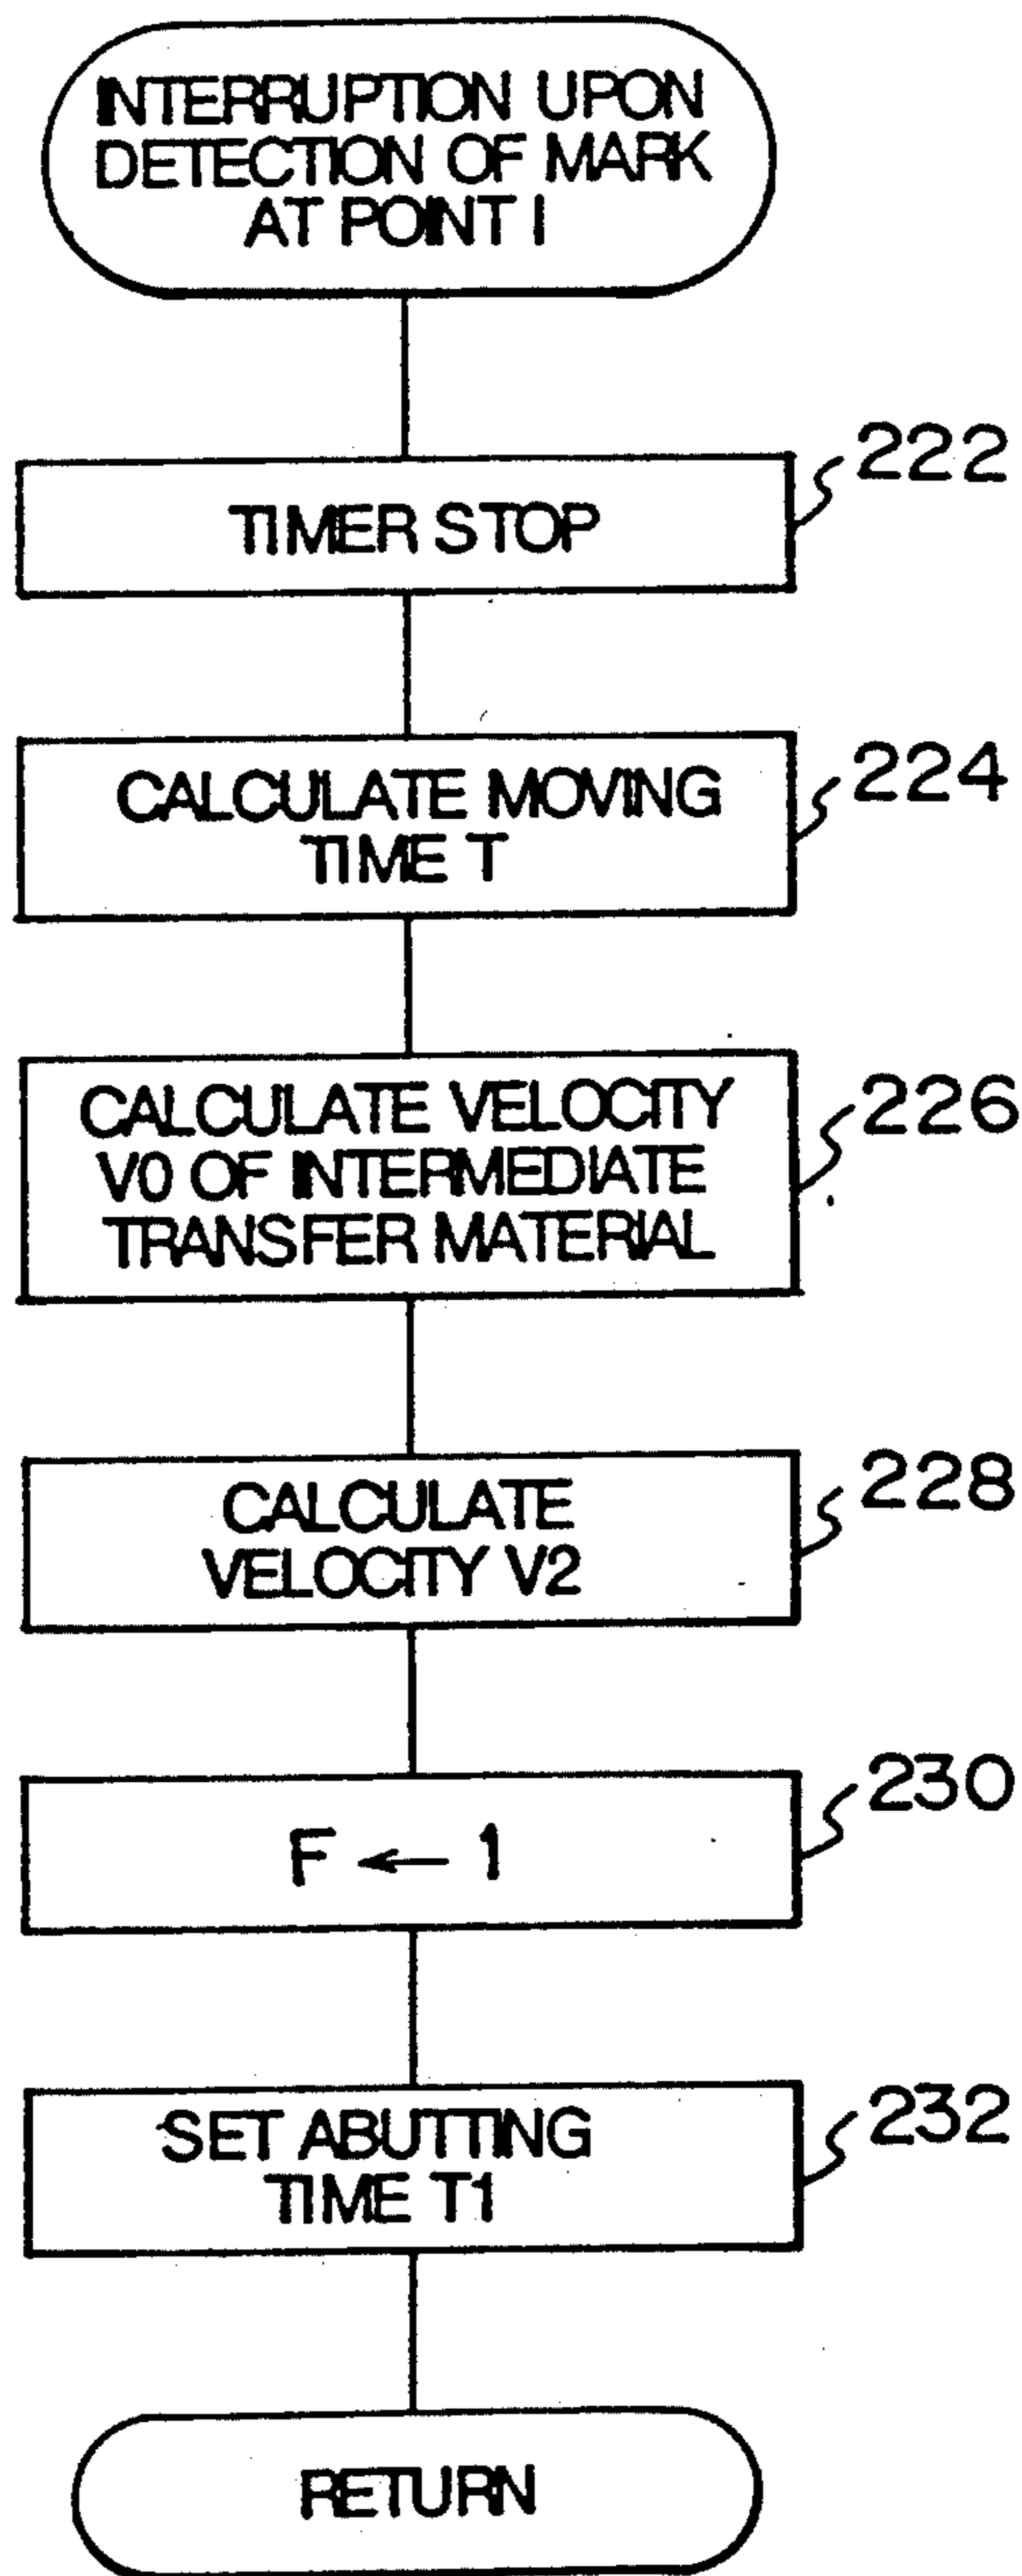 INTERRUPTION UPON
DETECTION OF MARK
AT POINT I
222
TIMER STOP
224
CALCULATE MOVING
TIME T
226
CALCULATE VELOCITY
V0 OF INTERMEDIATE
TRANSFER MATERIAL
228
CALCULATE
VELOCITY V2
230
F ← 1
232
SET ABUTTING
TIME T1
RETURN